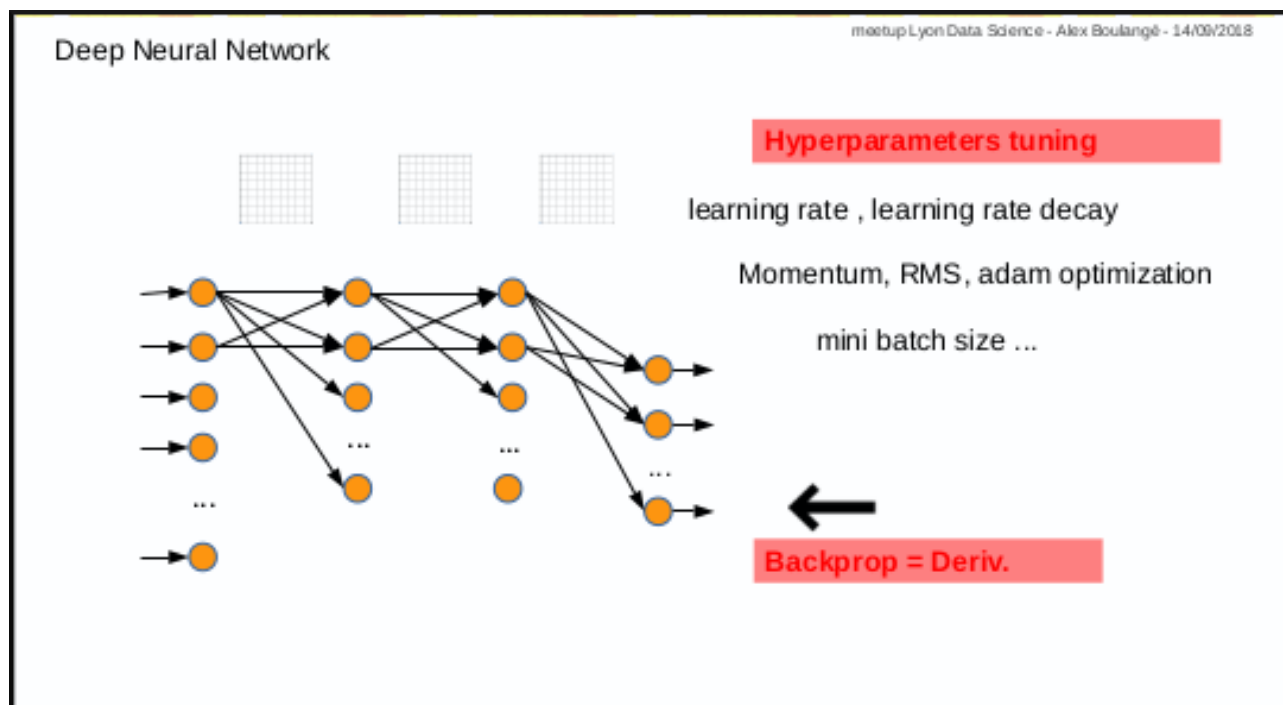 meetup Lyon Data Science - Alex Boulangé - 14/09/2018
Deep Neural Network
Hyperparameters tuning
learning rate , learning rate decay
Momentum, RMS, adam optimization
mini batch size ...
...
...
...
...
Backprop = Deriv.